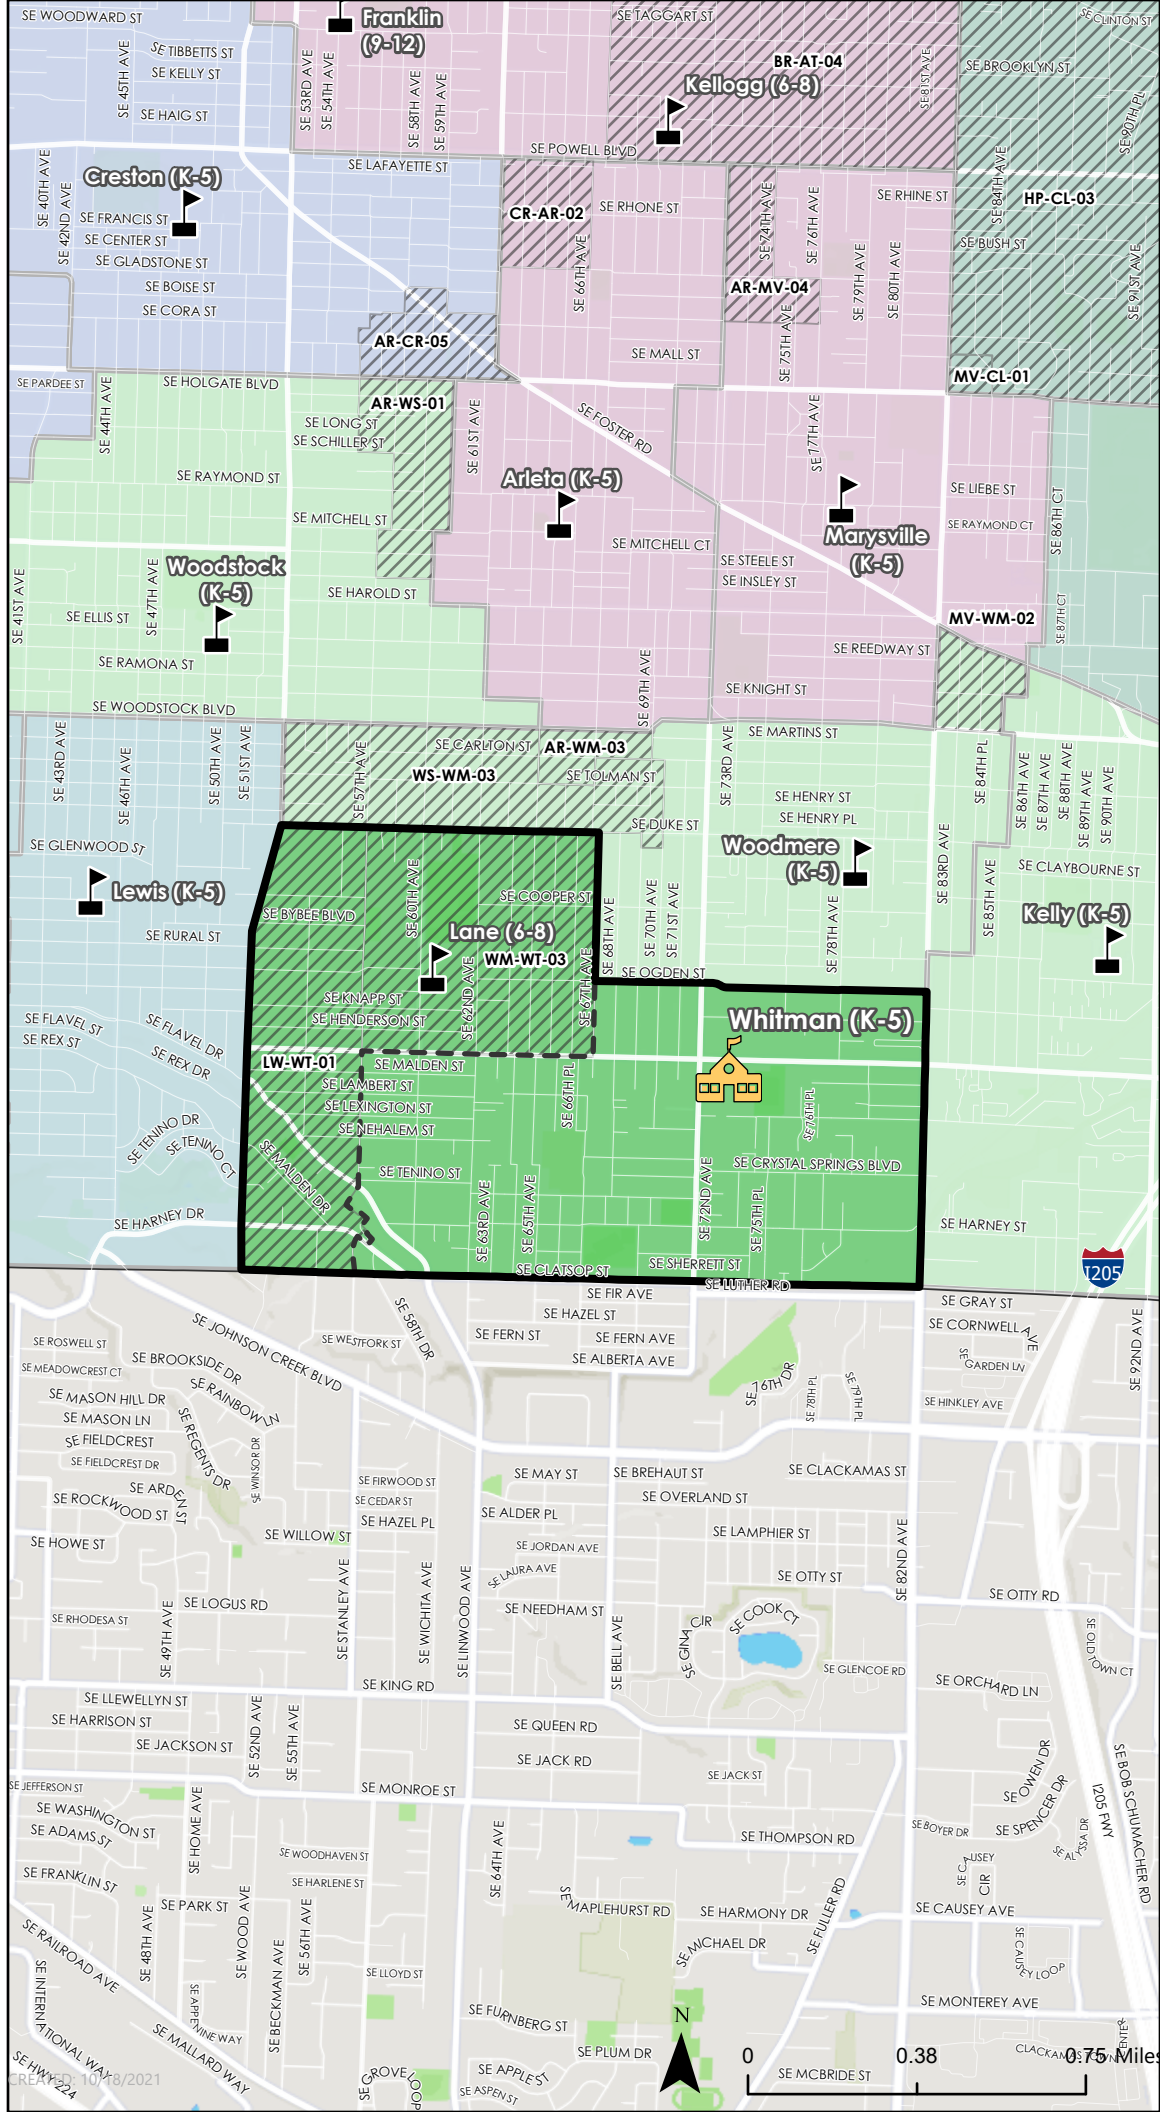 SE WOODWARD ST
Franklin
(9-12)
SE TAGGART ST
SE CLINTON ST
SE TIBBETTS ST
SE KELLY ST
SE 45TH AVE
SE HAIG ST
SE 53RD AVE
SE 54TH AVE
SE 58TH AVE
SE 59TH AVE
BR-AT-04
Kellogg (6-8)
SE 81ST AVE
SE BROOKLYN ST
SE 90TH PL
SE POWELL BLVD
SE LAFAYETTE ST
Creston (K-5)
SE 40TH AVE
SE 42ND AVE
SE FRANCIS ST
SE CENTER ST
SE GLADSTONE ST
SE BOISE ST
SE CORA ST
CR-AR-02
SE RHONE ST
SE 66TH AVE
SE 74TH AVE
SE 76TH AVE
SE RHINE ST
SE 79TH AVE
SE 80TH AVE
SE 84TH AVE
HP-CL-03
SE BUSH ST
SE 91ST AVE
AR-MV-04
AR-CR-05
SE MALL ST
SE 75TH AVE
MV-CL-01
SE PARDEE ST
SE HOLGATE BLVD
SE 44TH AVE
AR-WS-01
SE LONG ST
SE SCHILLER ST
SE 61ST AVE
SE FOSTER RD
SE 77TH AVE
SE RAYMOND ST
Arleta (K-5)
SE LIEBE ST
SE RAYMOND CT
SE 86TH CT
SE MITCHELL ST
SE MITCHELL CT
Marysville
(K-5)
SE STEELE ST
SE INSLEY ST
Woodstock
(K-5)
SE 41ST AVE
SE 47TH AVE
SE HAROLD ST
SE ELLIS ST
SE RAMONA ST
MV-WM-02
SE 87TH CT
SE REEDWAY ST
SE 69TH AVE
SE KNIGHT ST
SE WOODSTOCK BLVD
SE 43RD AVE
SE 46TH AVE
SE 50TH AVE
SE 51ST AVE
SE 57TH AVE
SE CARLTON ST
AR-WM-03
WS-WM-03
SE TOLMAN ST
SE 73RD AVE
SE MARTINS ST
SE HENRY ST
SE HENRY PL
SE 84TH PL
SE 86TH AVE
SE 87TH AVE
SE 88TH AVE
SE 89TH AVE
SE 90TH AVE
SE DUKE ST
SE GLENWOOD ST
Lewis (K-5)
SE RURAL ST
SE BYBEE BLVD
SE 60TH AVE
SE COOPER ST
Lane (6-8)
WM-WT-03
SE 62ND AVE
SE 67TH AVE
SE 68TH AVE
SE 70TH AVE
SE 71ST AVE
Woodmere
(K-5)
SE 78TH AVE
SE 83RD AVE
SE 85TH AVE
SE CLAYBOURNE ST
Kelly (K-5)
SE OGDEN ST
SE KNAPP ST
SE HENDERSON ST
Whitman (K-5)
SE FLAVEL ST
SE REX ST
SE FLAVEL DR
SE REX DR
LW-WT-01
SE MALDEN ST
SE LAMBERT ST
SE LEXINGTON ST
SE NEHALEM ST
SE TENINO ST
SE 66TH PL
SE 76TH PL
SE CRYSTAL SPRINGS BLVD
SE TENINO DR
SE TENINO CT
SE MALDEN DR
SE HARNEY DR
SE 63RD AVE
SE 65TH AVE
SE 72ND AVE
SE 75TH PL
SE HARNEY ST
SE CLATSOP ST
SE SHERRETT ST
SE LUTHER RD
I205
SE FIR AVE
SE HAZEL ST
SE FERN ST
SE FERN AVE
SE ALBERTA AVE
SE GRAY ST
SE CORNWELL AVE
SE GARDEN LN
SE 92ND AVE
SE ROSWELL ST
SE JOHNSON CREEK BLVD
SE WESTFORK ST
SE 58TH DR
SE MEADOWCREST CT
SE BROOKSIDE DR
SE RAINBOW LN
SE MASON HILL DR
SE MASON LN
SE FIELDCREST
SE FIELDCREST DR
SE REGENTS DR
SE WINSOR DR
SE 76TH DR
SE 78TH PL
SE 79TH PL
SE HINKLEY AVE
SE ARDEN ST
SE ROCKWOOD ST
SE FIRWOOD ST
SE CEDAR ST
SE HAZEL PL
SE MAY ST
SE BREHAUT ST
SE CLACKAMAS ST
SE OVERLAND ST
SE ALDER PL
SE LAMPHIER ST
SE HOWE ST
SE WILLOW ST
SE JORDAN AVE
SE LAURA AVE
SE OTTY ST
SE 82ND AVE
SE OTTY RD
SE STANLEY AVE
SE WICHITA AVE
SE LINWOOD AVE
SE RHODESA ST
SE 49TH AVE
SE LOGUS RD
SE NEEDHAM ST
SE BELL AVE
SE GINA CIR
SE COOK CT
SE GLENCOE RD
SE OLD TOWN CT
SE KING RD
SE ORCHARD LN
SE LLEWELLYN ST
SE HARRISON ST
SE JACKSON ST
SE 52ND AVE
SE 55TH AVE
SE QUEEN RD
SE JACK RD
SE JACK ST
SE JEFFERSON ST
SE MONROE ST
SE WASHINGTON ST
SE ADAMS ST
SE HOME AVE
SE OWEN DR
SE SPENCER DR
SE ALYSSA DR
SE BOYER DR
I205 FWY
SE BOB SCHUMACHER RD
SE THOMPSON RD
SE WOODHAVEN ST
SE HARLENE ST
SE 64TH AVE
SE FRANKLIN ST
SE PARK ST
SE MAPLEHURST RD
SE HARMONY DR
SE FULLER RD
SE CAUSEY CIR
SE CAUSEY AVE
SE RAILROAD AVE
SE 48TH AVE
SE WOOD AVE
SE BECKMAN AVE
SE 56TH AVE
SE MICHAEL DR
SE CAUSEY LOOP
SE LLOYD ST
SE INTERNATIONAL WAY
SE APPENNINE WAY
SE MALLARD WAY
SE HWY 224
SE FURNBERG ST
SE PLUM DR
SE MONTEREY AVE
SE GROVE LOOP
SE APPLE ST
SE ASPEN ST
N
0
0.38
0.75 Miles
SE MCBRIDE ST
CREATED: 10/18/2021